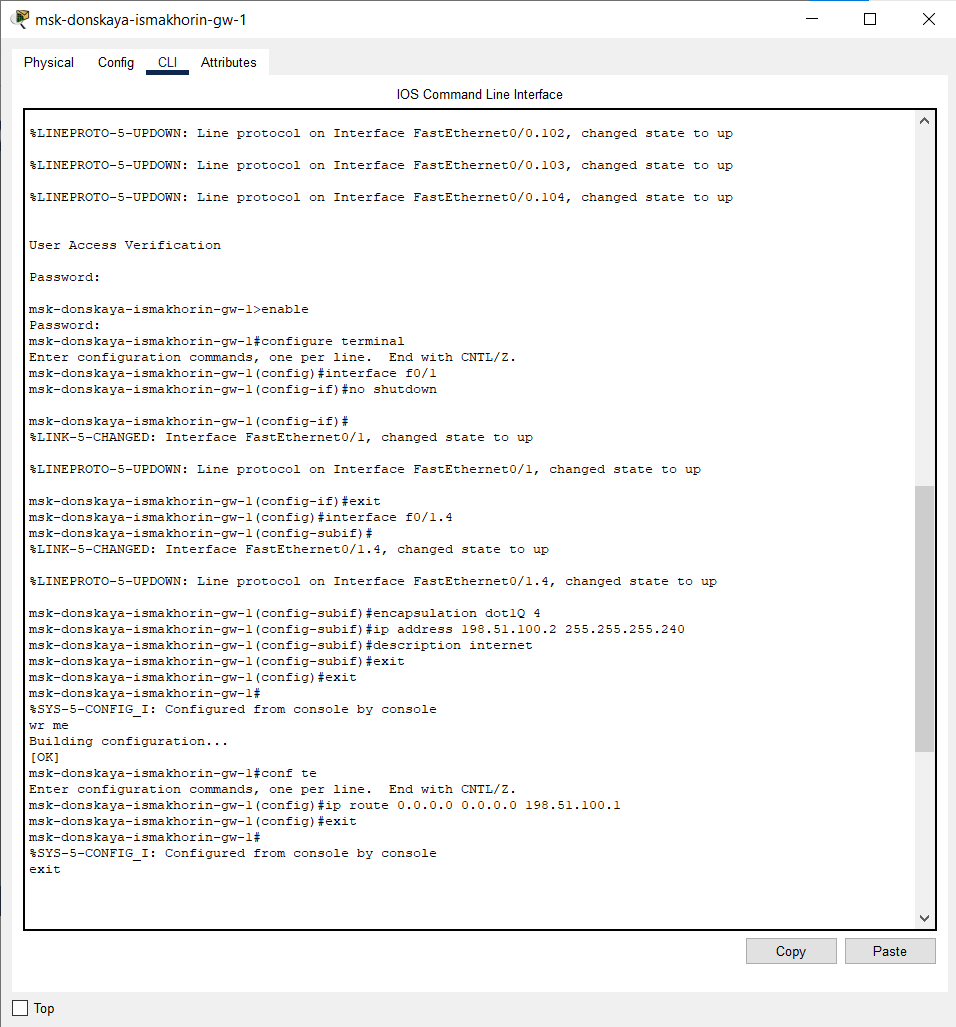 msk-donskaya-ismakhorin-gw-1
Physical Config CLI Attributes
IOS Command Line Interface
%LINEPROTO-5-UPDOWN: Line protocol on Interface FastEthernet0/0.102, changed state to up
%LINEPROTO-5-UPDOWN: Line protocol on Interface FastEthernet0/0.103, changed state to up
%LINEPROTO-5-UPDOWN: Line protocol on Interface FastEthernet0/0.104, changed state to up
User Access Verification
Password:
msk-donskaya-ismakhorin-gw-1>enable
Password:
msk-donskaya-ismakhorin-gw-1#configure terminal
Enter configuration commands, one per line.  End with CNTL/Z.
msk-donskaya-ismakhorin-gw-1(config)#interface f0/1
msk-donskaya-ismakhorin-gw-1(config-if)#no shutdown
msk-donskaya-ismakhorin-gw-1(config-if)#
%LINK-5-CHANGED: Interface FastEthernet0/1, changed state to up
%LINEPROTO-5-UPDOWN: Line protocol on Interface FastEthernet0/1, changed state to up
msk-donskaya-ismakhorin-gw-1(config-if)#exit
msk-donskaya-ismakhorin-gw-1(config)#interface f0/1.4
msk-donskaya-ismakhorin-gw-1(config-subif)#
%LINK-5-CHANGED: Interface FastEthernet0/1.4, changed state to up
%LINEPROTO-5-UPDOWN: Line protocol on Interface FastEthernet0/1.4, changed state to up
msk-donskaya-ismakhorin-gw-1(config-subif)#encapsulation dot1Q 4
msk-donskaya-ismakhorin-gw-1(config-subif)#ip address 198.51.100.2 255.255.255.240
msk-donskaya-ismakhorin-gw-1(config-subif)#description internet
msk-donskaya-ismakhorin-gw-1(config-subif)#exit
msk-donskaya-ismakhorin-gw-1(config)#exit
msk-donskaya-ismakhorin-gw-1#
%SYS-5-CONFIG_I: Configured from console by console
wr me
Building configuration...
[OK]
msk-donskaya-ismakhorin-gw-1#conf te
Enter configuration commands, one per line.  End with CNTL/Z.
msk-donskaya-ismakhorin-gw-1(config)#ip route 0.0.0.0 0.0.0.0 198.51.100.1
msk-donskaya-ismakhorin-gw-1(config)#exit
msk-donskaya-ismakhorin-gw-1#
%SYS-5-CONFIG_I: Configured from console by console
exit
Copy Paste
Top